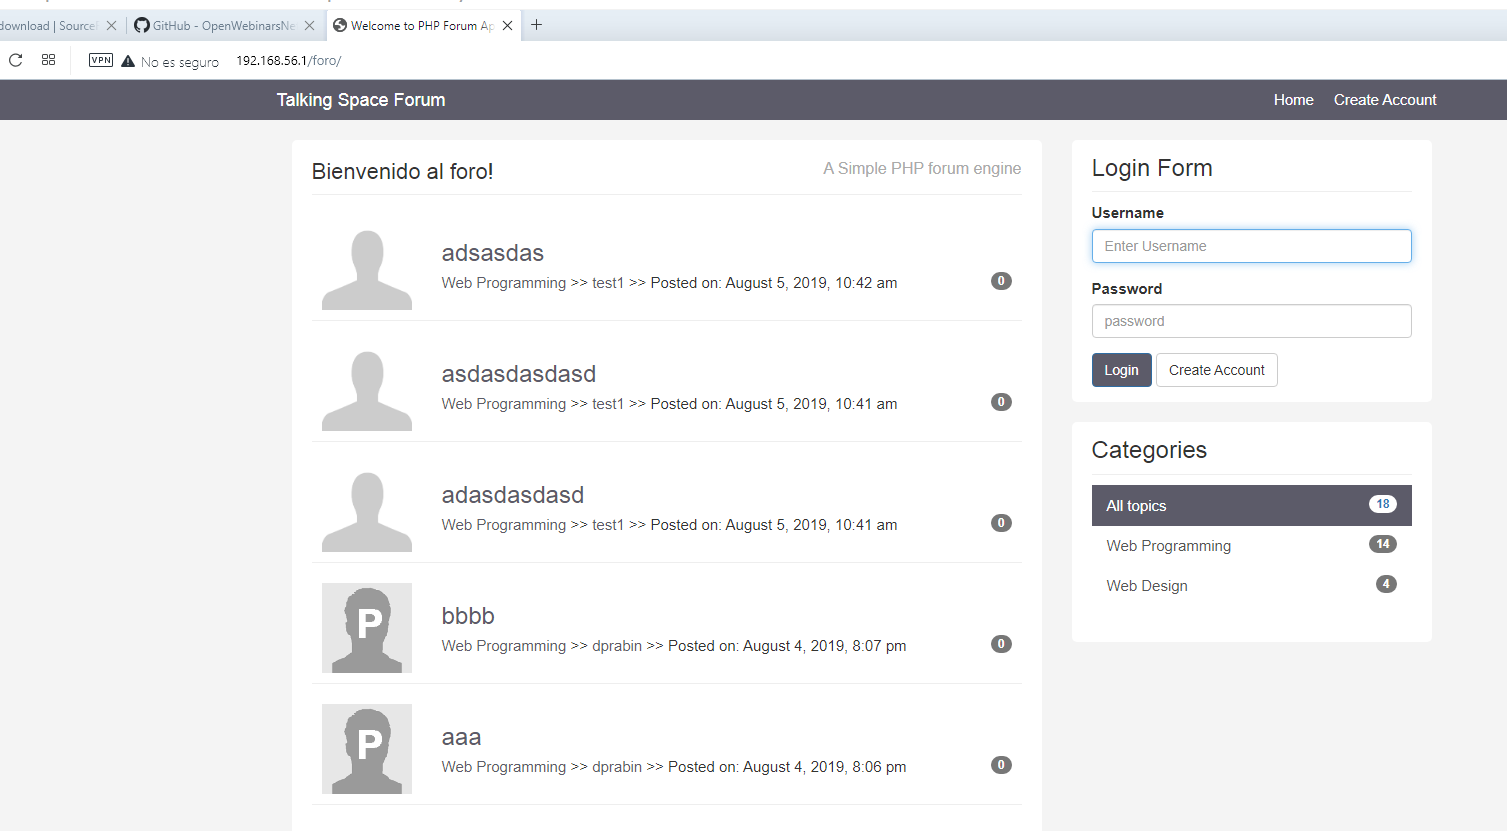 download | Source
GitHub - OpenWebinarsNe
Welcome to PHP Forum Ap
VPN No es seguro 192.168.56.1/foro/
Talking Space Forum
Home Create Account
Bienvenido al foro!
A Simple PHP forum engine
adsasdas
Web Programming >> test1 >> Posted on: August 5, 2019, 10:42 am
0
asdasdasdasd
Web Programming >> test1 >> Posted on: August 5, 2019, 10:41 am
0
adasdasdasd
Web Programming >> test1 >> Posted on: August 5, 2019, 10:41 am
0
P
bbbb
Web Programming >> dprabin >> Posted on: August 4, 2019, 8:07 pm
0
P
aaa
Web Programming >> dprabin >> Posted on: August 4, 2019, 8:06 pm
0
Login Form
Username
Enter Username
Password
password
Login Create Account
Categories
All topics 18
Web Programming 14
Web Design 4